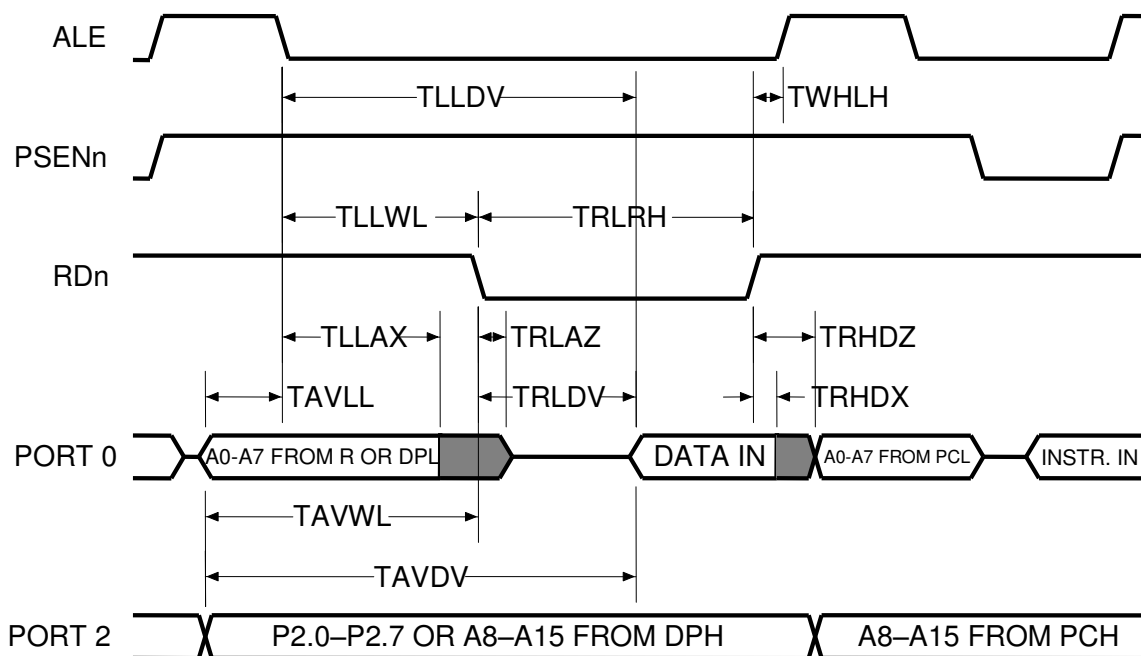 ALE
TLLDV
TWHLH
PSENn
TLLWL
TRLRH
RDn
TLLAX
TRLAZ
TRHDZ
TAVLL
TRLDV
TRHDX
PORT 0
A0-A7 FROM R OR DPL
DATA IN
A0-A7 FROM PCL
INSTR. IN
TAVWL
TAVDV
PORT 2
P2.0–P2.7 OR A8–A15 FROM DPH
A8–A15 FROM PCH